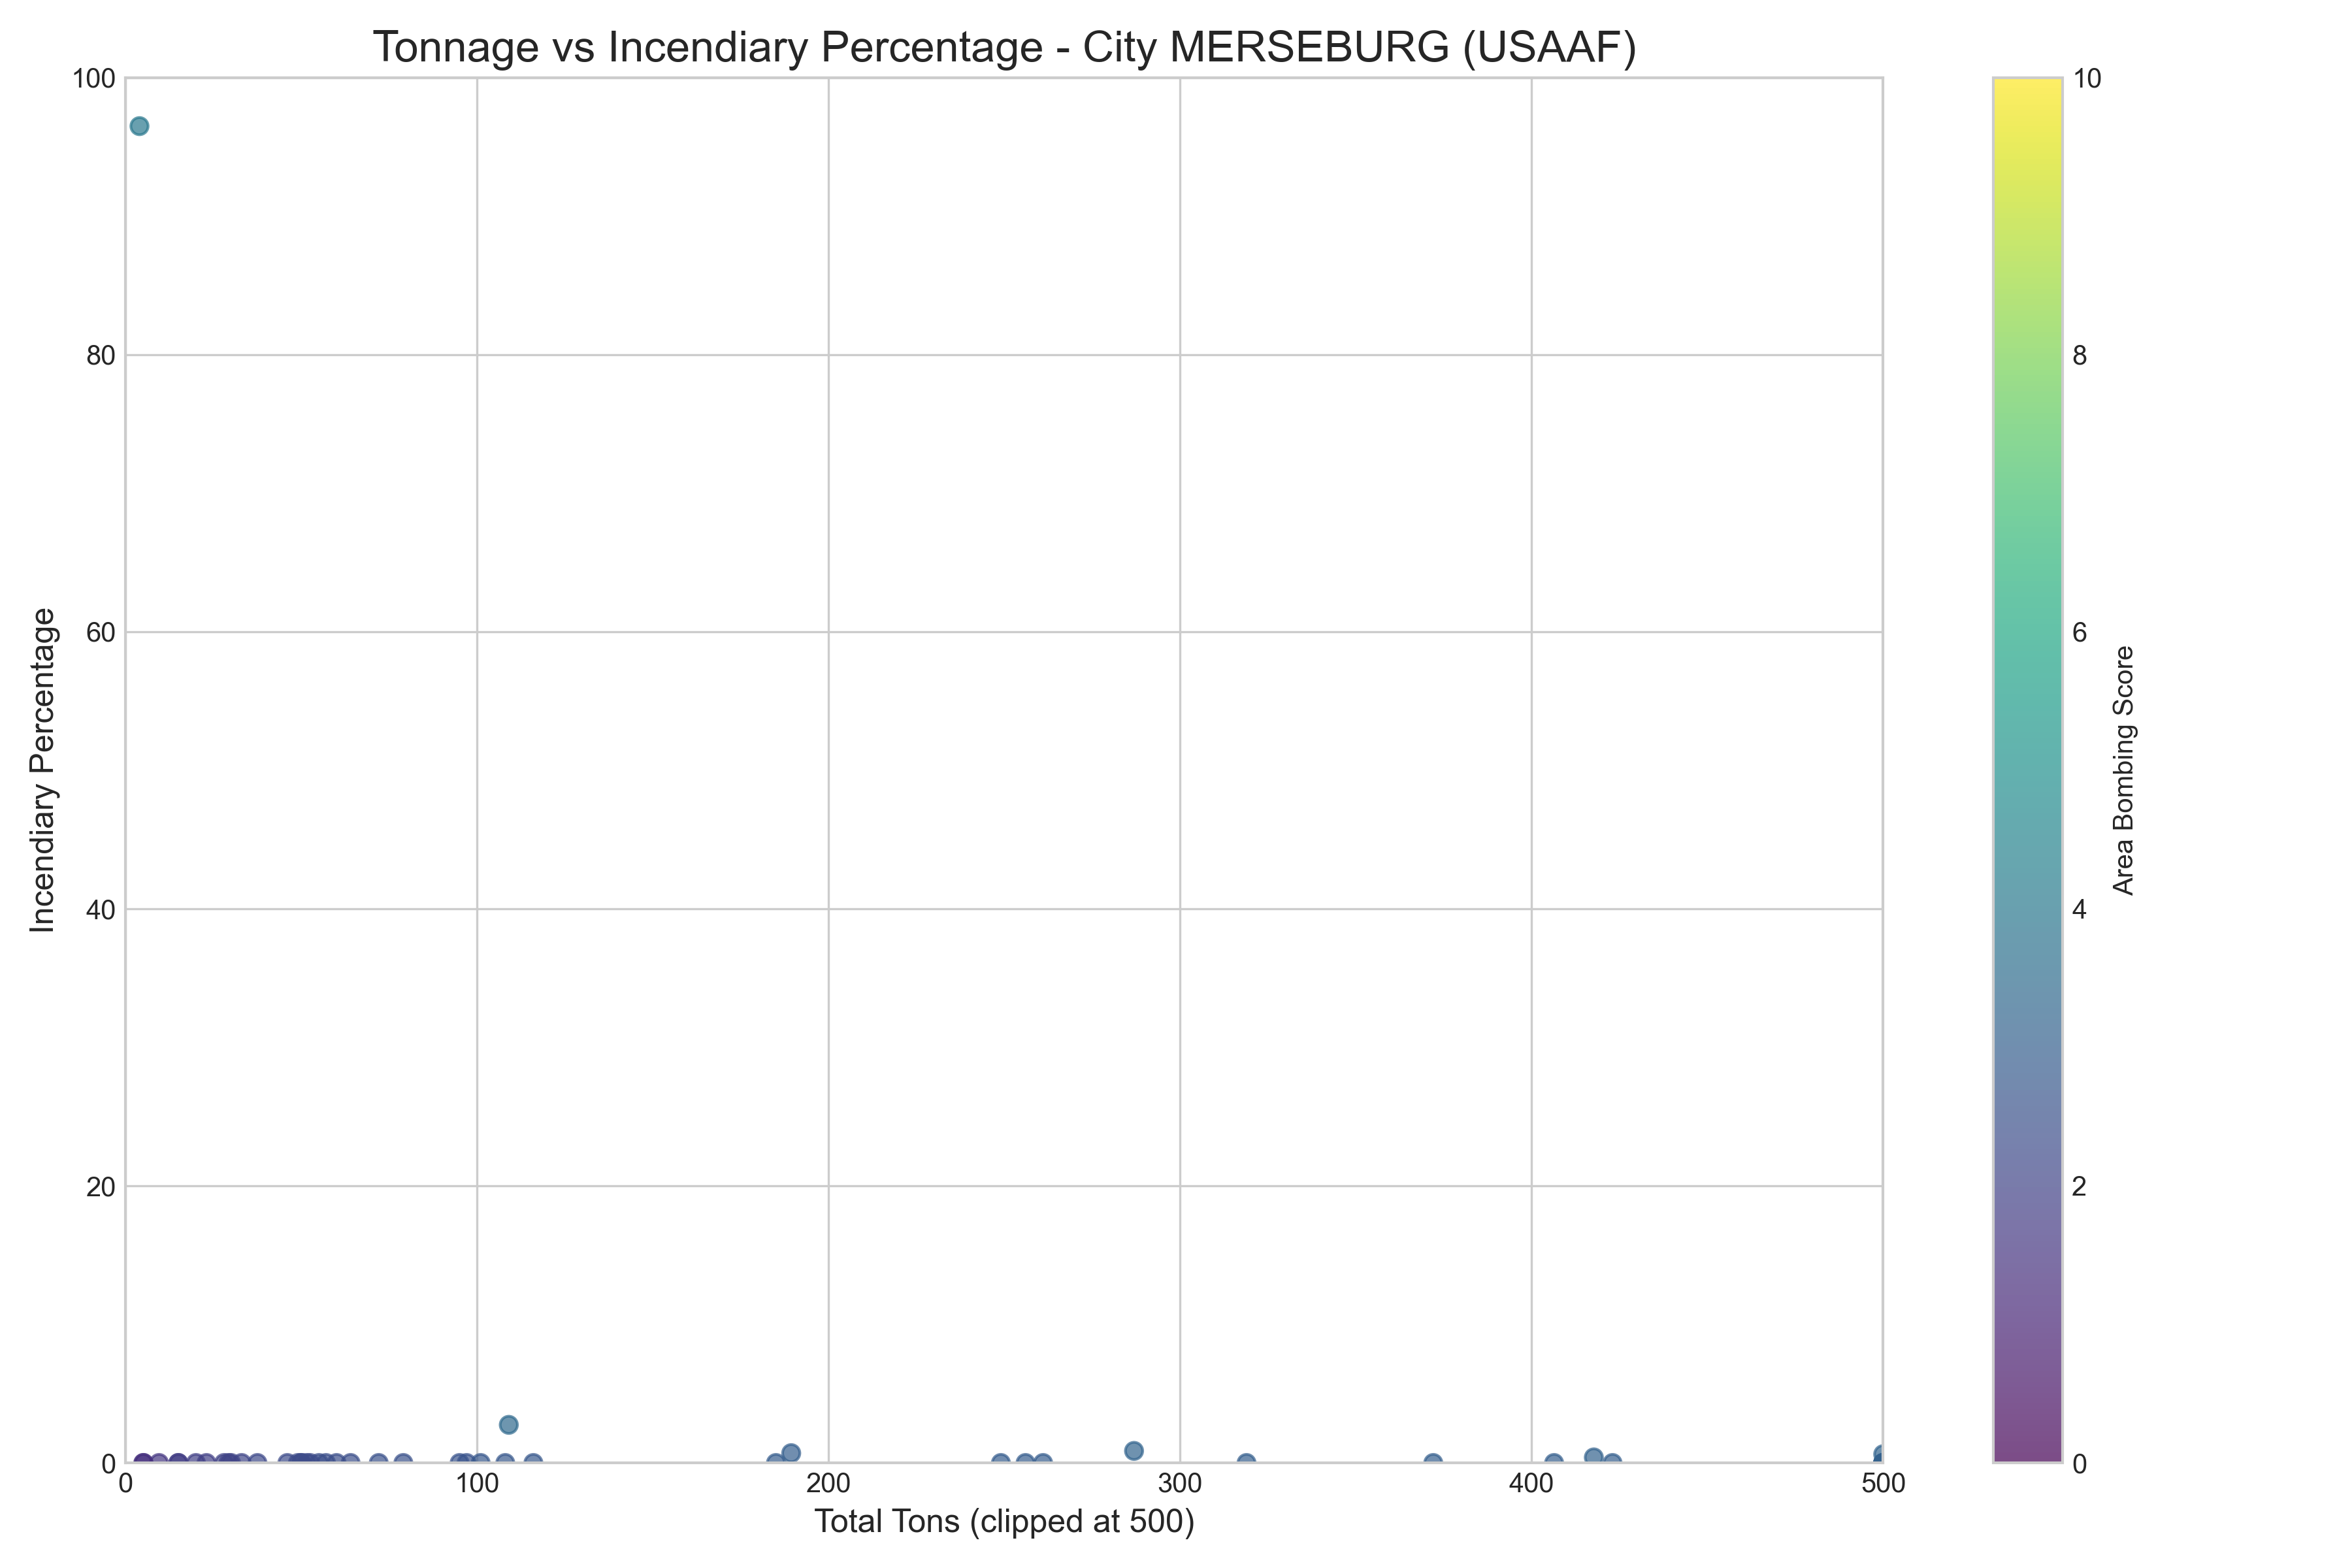 Tonnage vs Incendiary Percentage - City MERSEBURG (USAAF)
100
80
60
40
20
0
Incendiary Percentage
0 100 200 300 400 500
Total Tons (clipped at 500)
10
8
6
4
2
0
Area Bombing Score